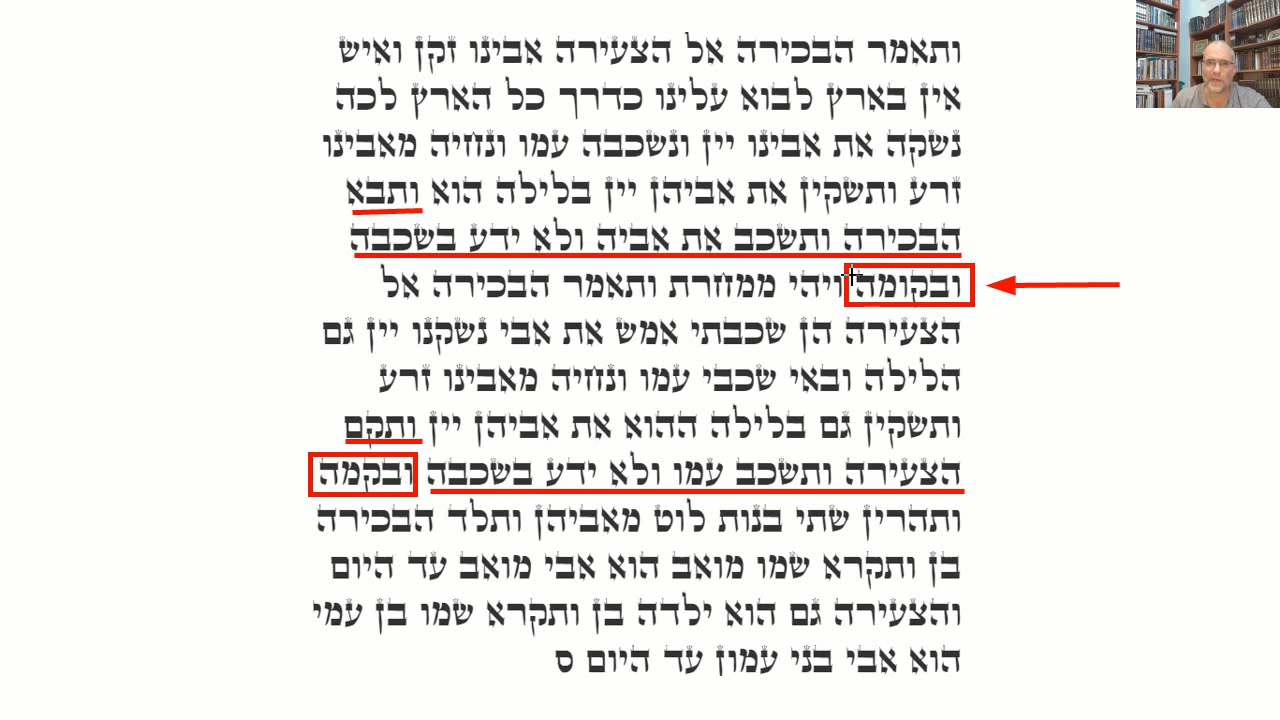 ותאמר הבכירה אל הצעירה אבינו זקן ואיש
אין בארץ לבוא עלינו כדרך כל הארץ לכה
נשקה את אבינו יין ונשכבה עמו ונחיה מאבינו
זרע ותשקין את אביהן יין בלילה הוא ותבא
הבכירה ותשכב את אביה ולא ידע בשכבה
ובקומה ויהי ממחרת ותאמר הבכירה אל
הצעירה הן שכבתי אמש את אבי נשקנו יין גם
הלילה ובאי שכבי עמו ונחיה מאבינו זרע
ותשקין גם בלילה ההוא את אביהן יין ותקם
הצעירה ותשכב עמו ולא ידע בשכבה ובקמה
ותהרין שתי בנות לוט מאביהן ותלד הבכירה
בן ותקרא שמו מואב הוא אבי מואב עד היום
והצעירה גם הוא ילדה בן ותקרא שמו בן עמי
הוא אבי בני עמון עד היום ס